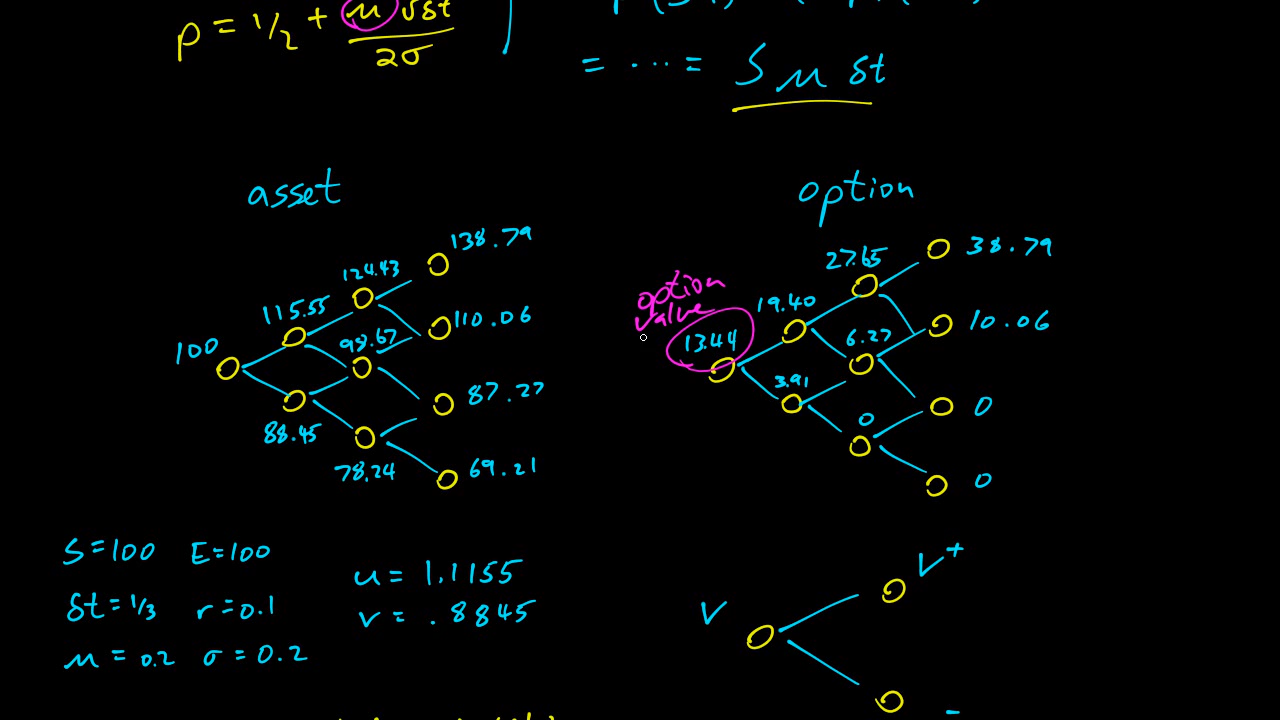 p = 1/2 + μ√δt / 2σ
= ... = S μ δt
asset
option
138.79
124.43
115.55
110.06
100
98.67
87.27
88.45
78.24
69.21
option
value
38.79
27.65
19.40
10.06
13.44
6.27
3.91
0
0
0
S=100 E=100
δt=1/3 r=0.1
μ = 0.2 σ=0.2
u = 1.1155
v = .8845
V
V+
-